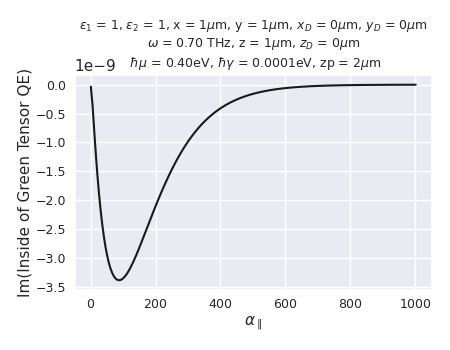 ε₁ = 1, ε₂ = 1, x = 1μm, y = 1μm, x_D = 0μm, y_D = 0μm
ω = 0.70 THz, z = 1μm, z_D = 0μm
1e−9 ℏμ = 0.40eV, ℏγ = 0.0001eV, zp = 2μm
Im(Inside of Green Tensor QE)
0.0
−0.5
−1.0
−1.5
−2.0
−2.5
−3.0
−3.5
0 200 400 600 800 1000
α∥